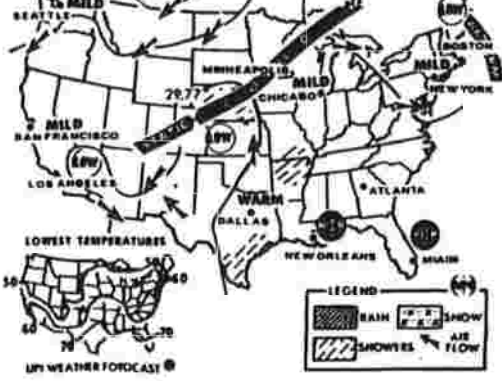 MILD
SEATTLE
LOW
BOSTON
MINNEAPOLIS
MILD
NEW YORK
29.77
CHICAGO
MILD
MILD
SAN FRANCISCO
LOW
LOW
LOS ANGELES
ATLANTA
WARM
DALLAS
LOWEST TEMPERATURES
NEW ORLEANS
MIAMI
50
50
60
60
70
70
LEGEND
RAIN
SNOW
SHOWERS
AIR FLOW
UPI WEATHER FOTOCAST